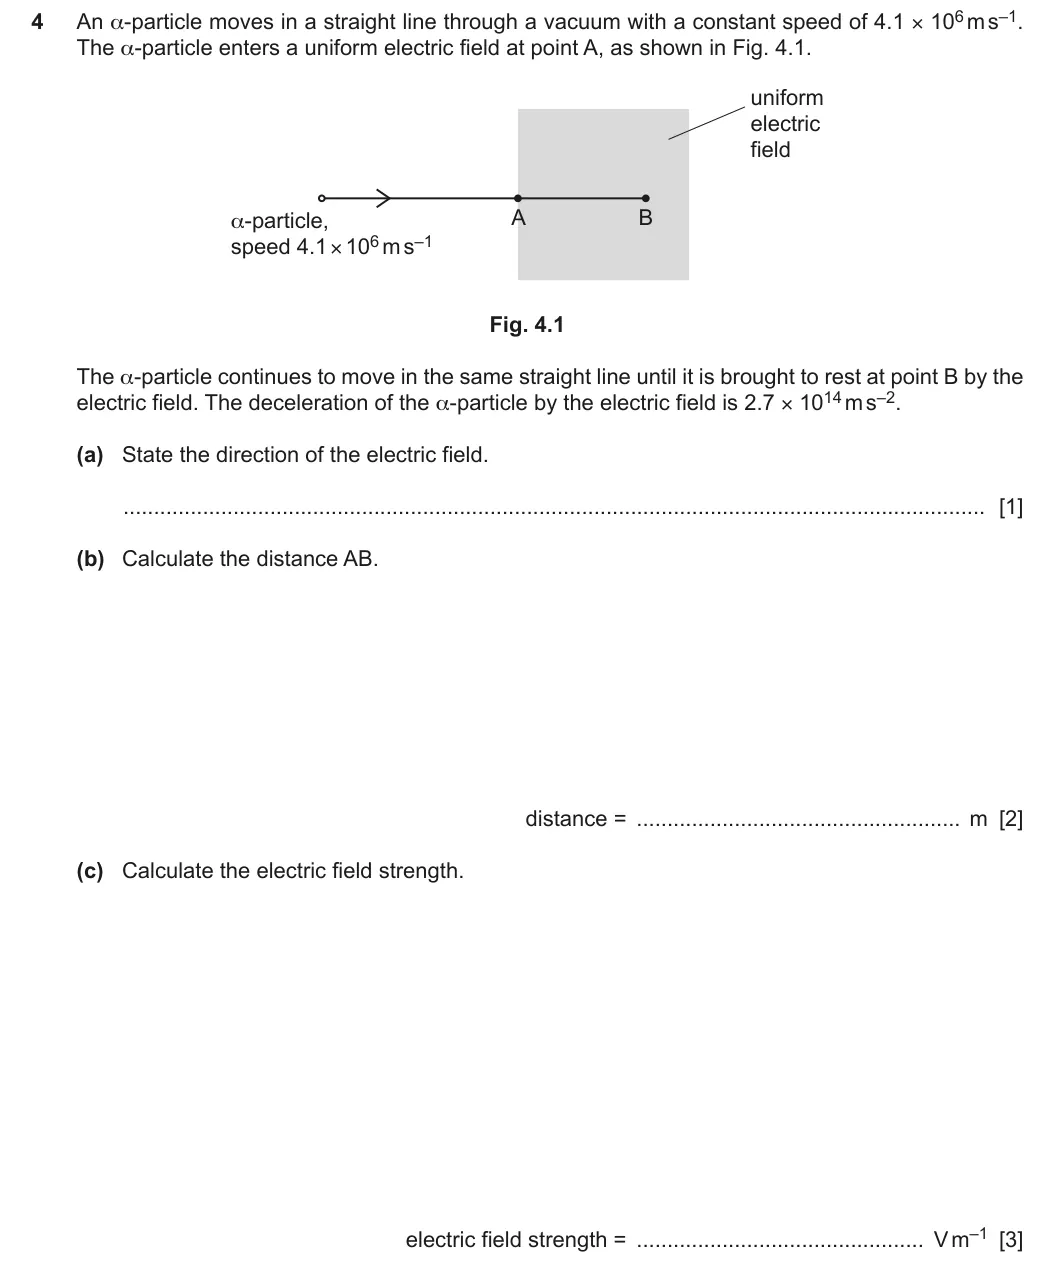 4 An α-particle moves in a straight line through a vacuum with a constant speed of 4.1 × 10⁶ m s⁻¹.
The α-particle enters a uniform electric field at point A, as shown in Fig. 4.1.
uniform
electric
field
A
B
α-particle,
speed 4.1 × 10⁶ m s⁻¹
Fig. 4.1
The α-particle continues to move in the same straight line until it is brought to rest at point B by the
electric field. The deceleration of the α-particle by the electric field is 2.7 × 10¹⁴ m s⁻².
(a) State the direction of the electric field.
.............................................................................................................................................. [1]
(b) Calculate the distance AB.
distance = ..................................................... m [2]
(c) Calculate the electric field strength.
electric field strength = ............................................... V m⁻¹ [3]